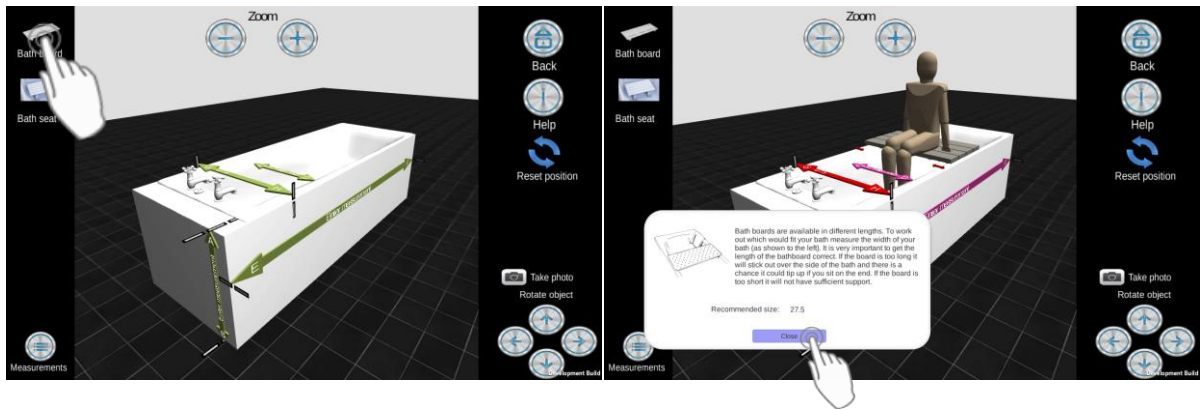 Zoom
Bath board
Bath seat
Back
Help
Reset position
E
A
Take photo
Rotate object
Measurements
Development Build
Zoom
Bath board
Bath seat
Back
Help
Reset position
Bath boards are available in different lengths. To work
out which would fit your bath measure the width of your
bath (as shown to the left). It is very important to get the
length of the bathboard correct. If the board is too long it
will stick out over the side of the bath and there is a
chance it could tip up if you sit on the end. If the board is
too short it will not have sufficient support.
Recommended size: 27.5
Close
Take photo
Rotate object
Measurements
Development Build